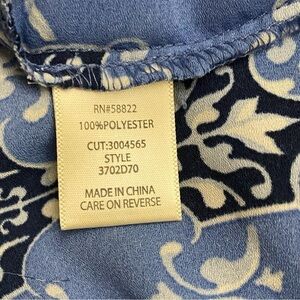 RN#58822
100%POLYESTER
CUT:3004565
STYLE
3702D70
MADE IN CHINA
CARE ON REVERSE